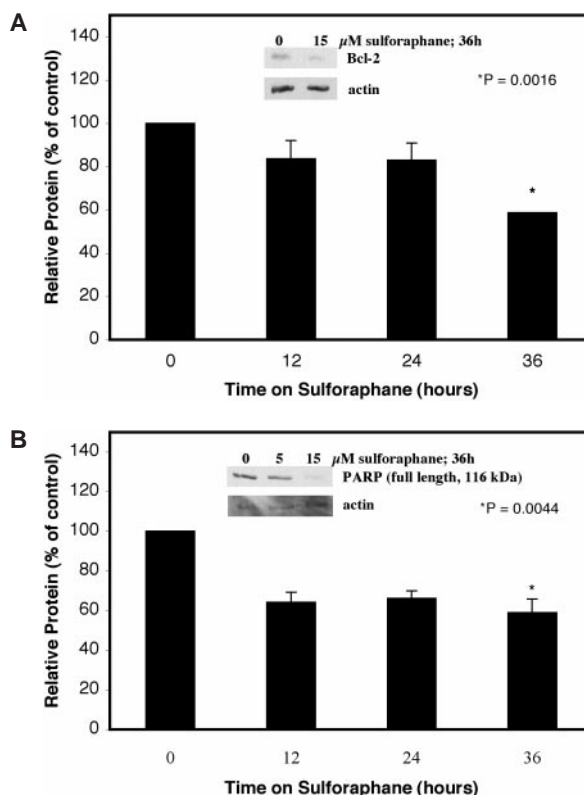 A
0 15 µM sulforaphane; 36h
Bcl-2
actin
*P = 0.0016
140
120
100
80
60
40
20
0
*
Relative Protein (% of control)
0 12 24 36
Time on Sulforaphane (hours)
B
0 5 15 µM sulforaphane; 36h
PARP (full length, 116 kDa)
actin
*P = 0.0044
140
120
100
80
60
40
20
0
*
Relative Protein (% of control)
0 12 24 36
Time on Sulforaphane (hours)